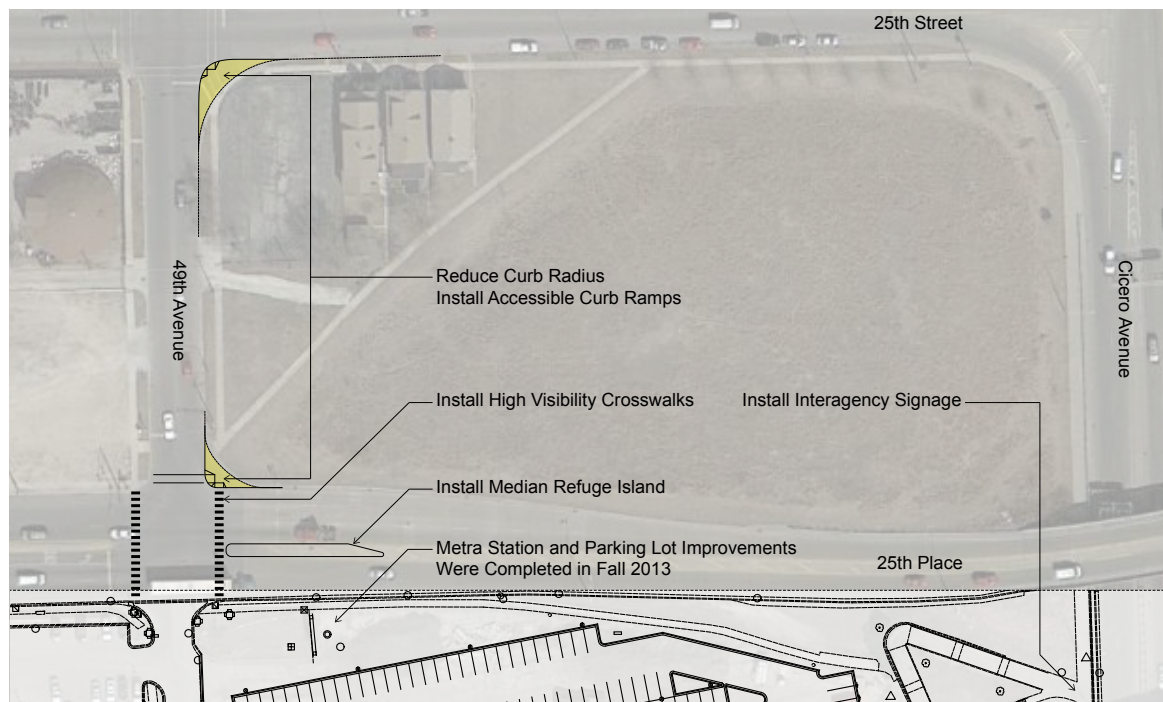 25th Street
49th Avenue
Cicero Avenue
Reduce Curb Radius
Install Accessible Curb Ramps
Install High Visibility Crosswalks
Install Interagency Signage
Install Median Refuge Island
Metra Station and Parking Lot Improvements
Were Completed in Fall 2013
25th Place